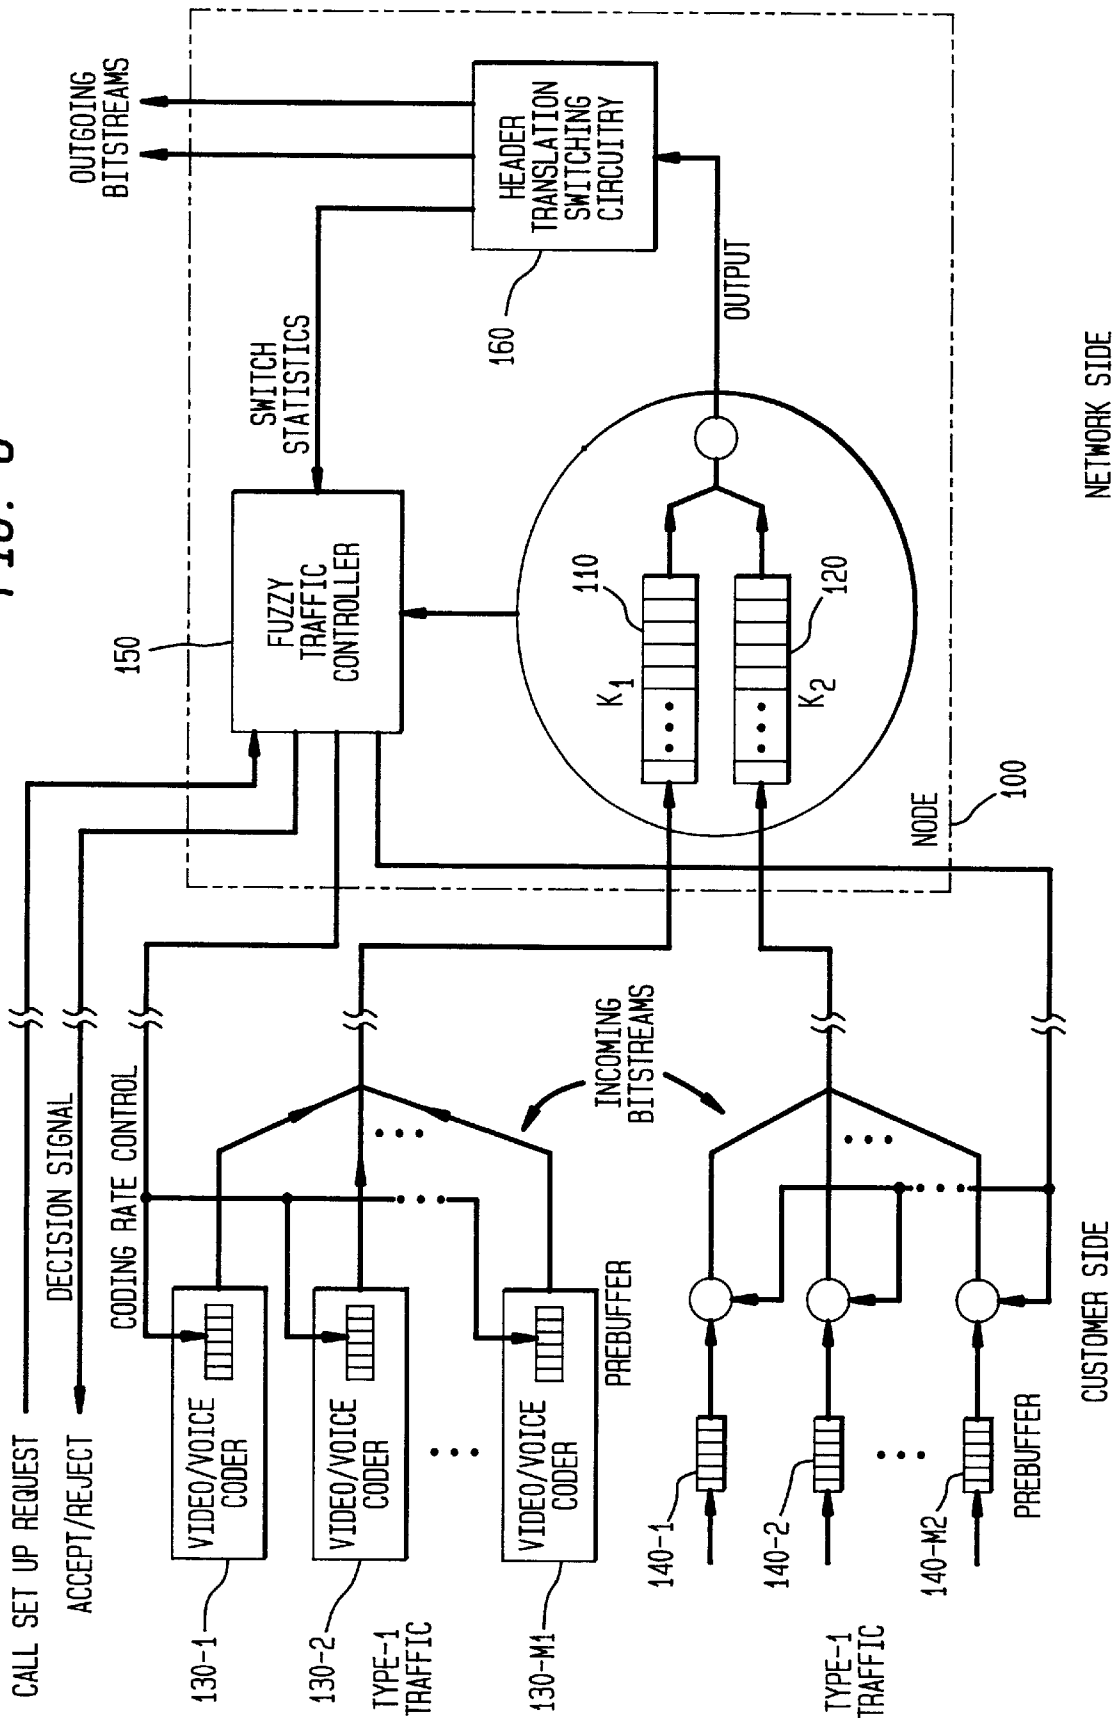 CALL SET UP REQUEST
ACCEPT/REJECT
DECISION SIGNAL
CODING RATE CONTROL
130-1
VIDEO/VOICE
CODER
130-2
VIDEO/VOICE
CODER
TYPE-1
TRAFFIC
• • •
130-M1
VIDEO/VOICE
CODER
PREBUFFER
INCOMING
BITSTREAMS
140-1
140-2
TYPE-1
TRAFFIC
140-M2
PREBUFFER
CUSTOMER SIDE
150
FUZZY
TRAFFIC
CONTROLLER
SWITCH
STATISTICS
OUTGOING
BITSTREAMS
HEADER
TRANSLATION
SWITCHING
CIRCUITRY
160
OUTPUT
K1
110
K2
120
NODE
100
NETWORK SIDE